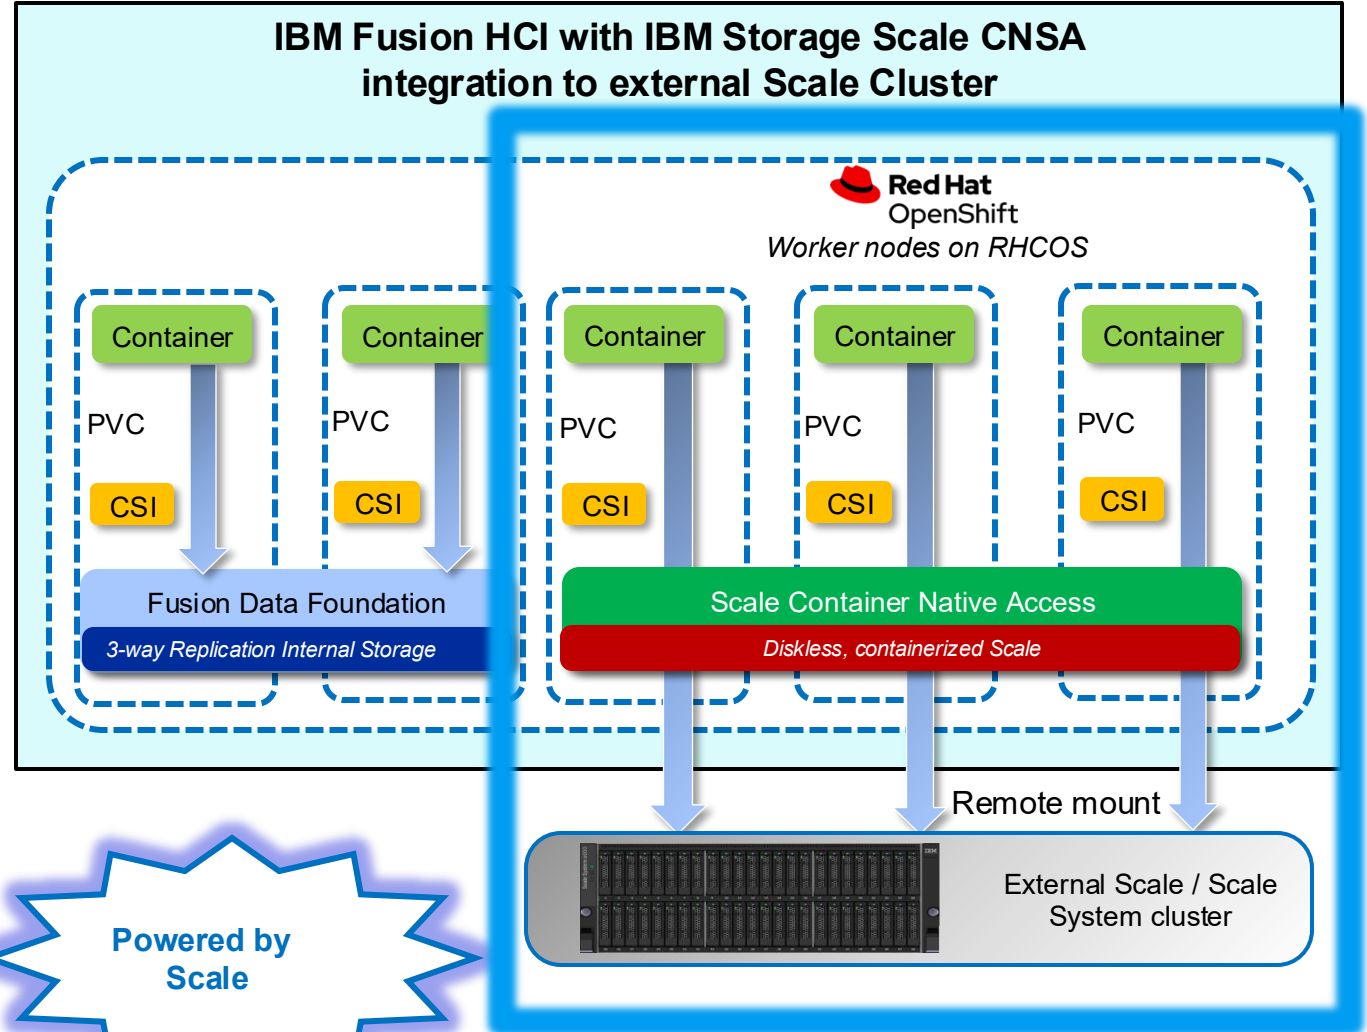 IBM Fusion HCI with IBM Storage Scale CNSA
integration to external Scale Cluster
Red Hat
OpenShift
Worker nodes on RHCOS
Container
Container
Container
Container
Container
PVC
PVC
PVC
PVC
PVC
CSI
CSI
CSI
CSI
CSI
Fusion Data Foundation
3-way Replication Internal Storage
Scale Container Native Access
Diskless, containerized Scale
Remote mount
IBM
External Scale / Scale
System cluster
Powered by
Scale